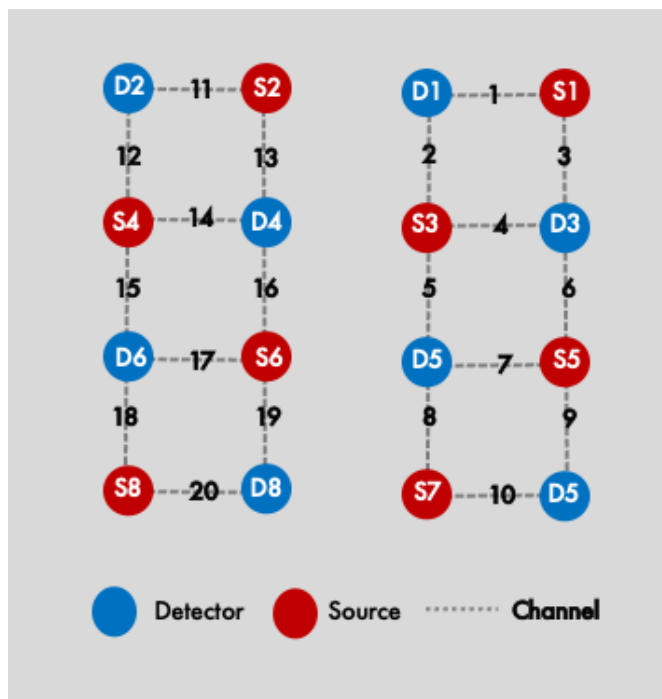 D2 11 S2 D1 1 S1
12 13 2 3
S4 14 D4 S3 4 D3
15 16 5 6
D6 17 S6 D5 7 S5
18 19 8 9
S8 20 D8 S7 10 D5
Detector Source Channel